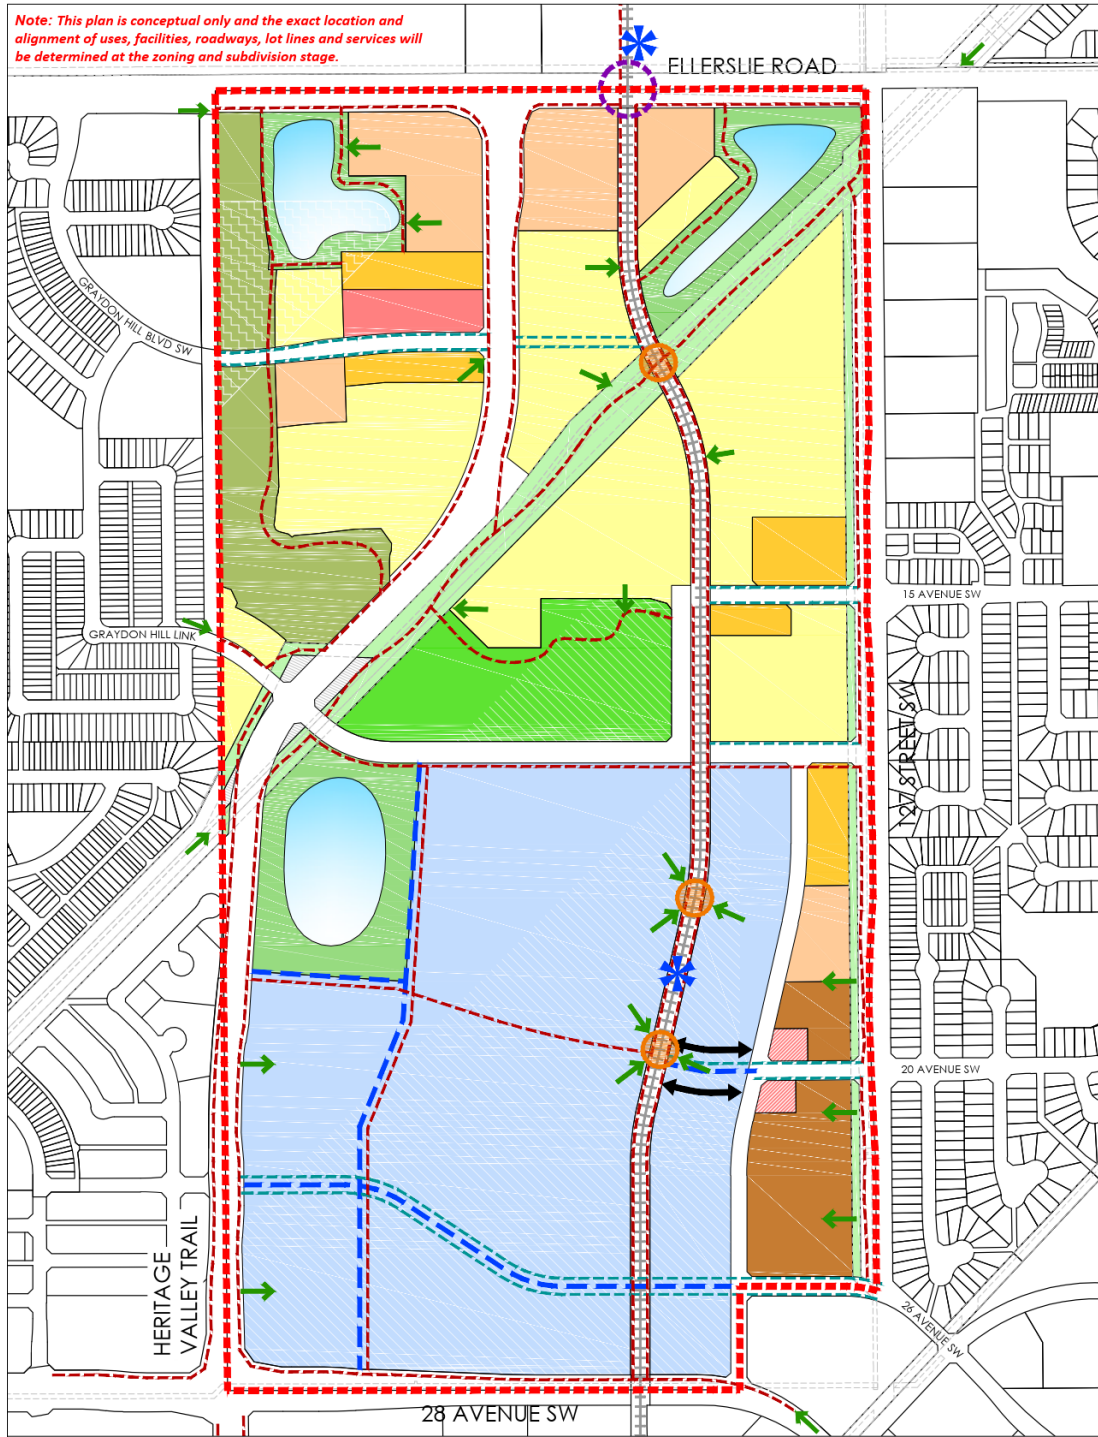 Note: This plan is conceptual only and the exact location and
alignment of uses, facilities, roadways, lot lines and services will
be determined at the zoning and subdivision stage.
ELLERSLIE ROAD
GRAYDON HILL BLVD SW
15 AVENUE SW
GRAYDON HILL LINK
127 STREET SW
20 AVENUE SW
HERITAGE
VALLEY TRAIL
26 AVENUE SW
28 AVENUE SW